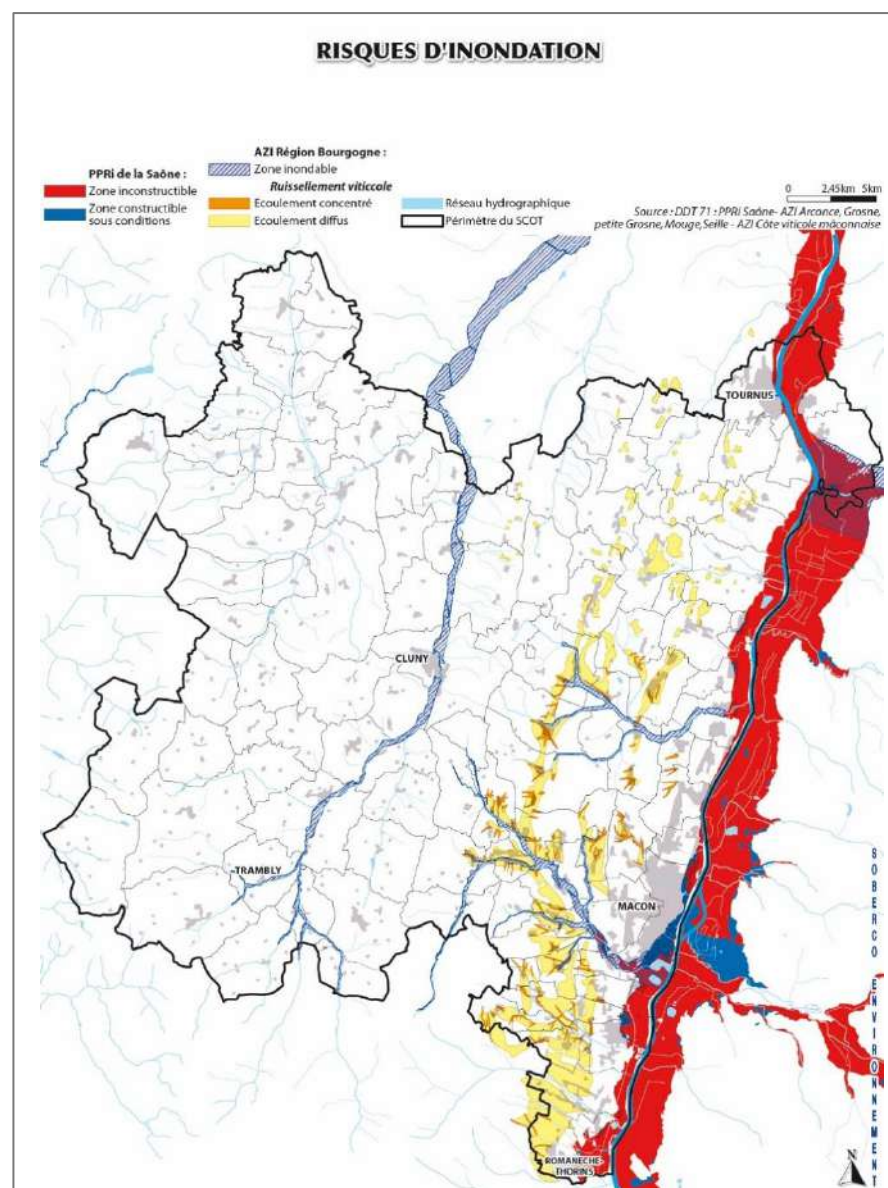 RISQUES D'INONDATION
AZI Région Bourgogne :
PPRi de la Saône :
Zone inondable
Ruissellement viticcole
Zone inconstructible
Ecoulement concentré
Réseau hydrographique
Zone constructible
sous conditions
Ecoulement diffus
Périmètre du SCOT
0 2,45km 5km
Source : DDT 71 : PPRi Saône- AZI Arconce, Grosne,
petite Grosne, Mouge, Seille - AZI Côte viticole mâconnaise
TOURNUS
CLUNY
TRAMBLY
MACON
ROMANECHE-
THORINS
SOBERCO ENVIRONNEMENT
N